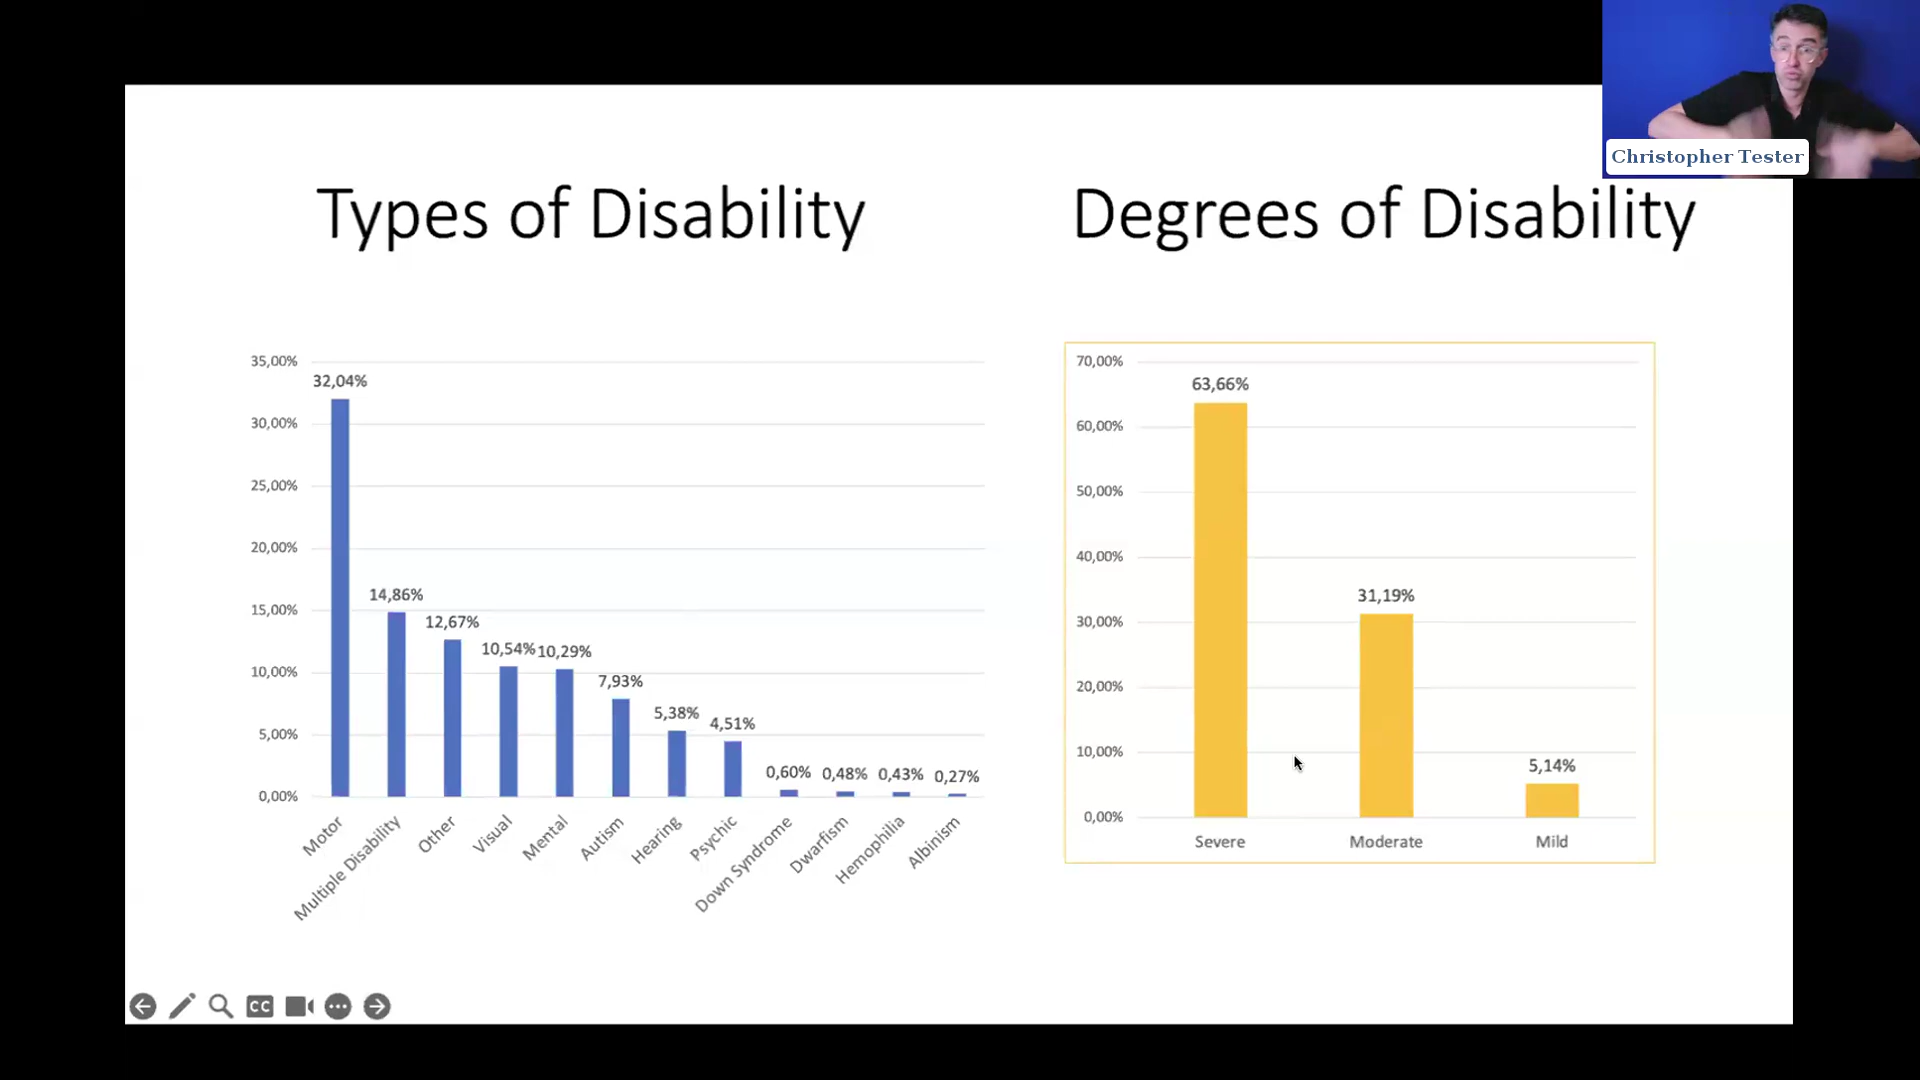 Christopher Tester
Types of Disability
35,00%
30,00%
25,00%
20,00%
15,00%
10,00%
5,00%
0,00%
32,04%
14,86%
12,67%
10,54%
10,29%
7,93%
5,38%
4,51%
0,60%
0,48%
0,43%
0,27%
Motor
Multiple Disability
Other
Visual
Mental
Autism
Hearing
Psychic
Down Syndrome
Dwarfism
Hemophilia
Albinism
Degrees of Disability
70,00%
60,00%
50,00%
40,00%
30,00%
20,00%
10,00%
0,00%
63,66%
31,19%
5,14%
Severe
Moderate
Mild
CC